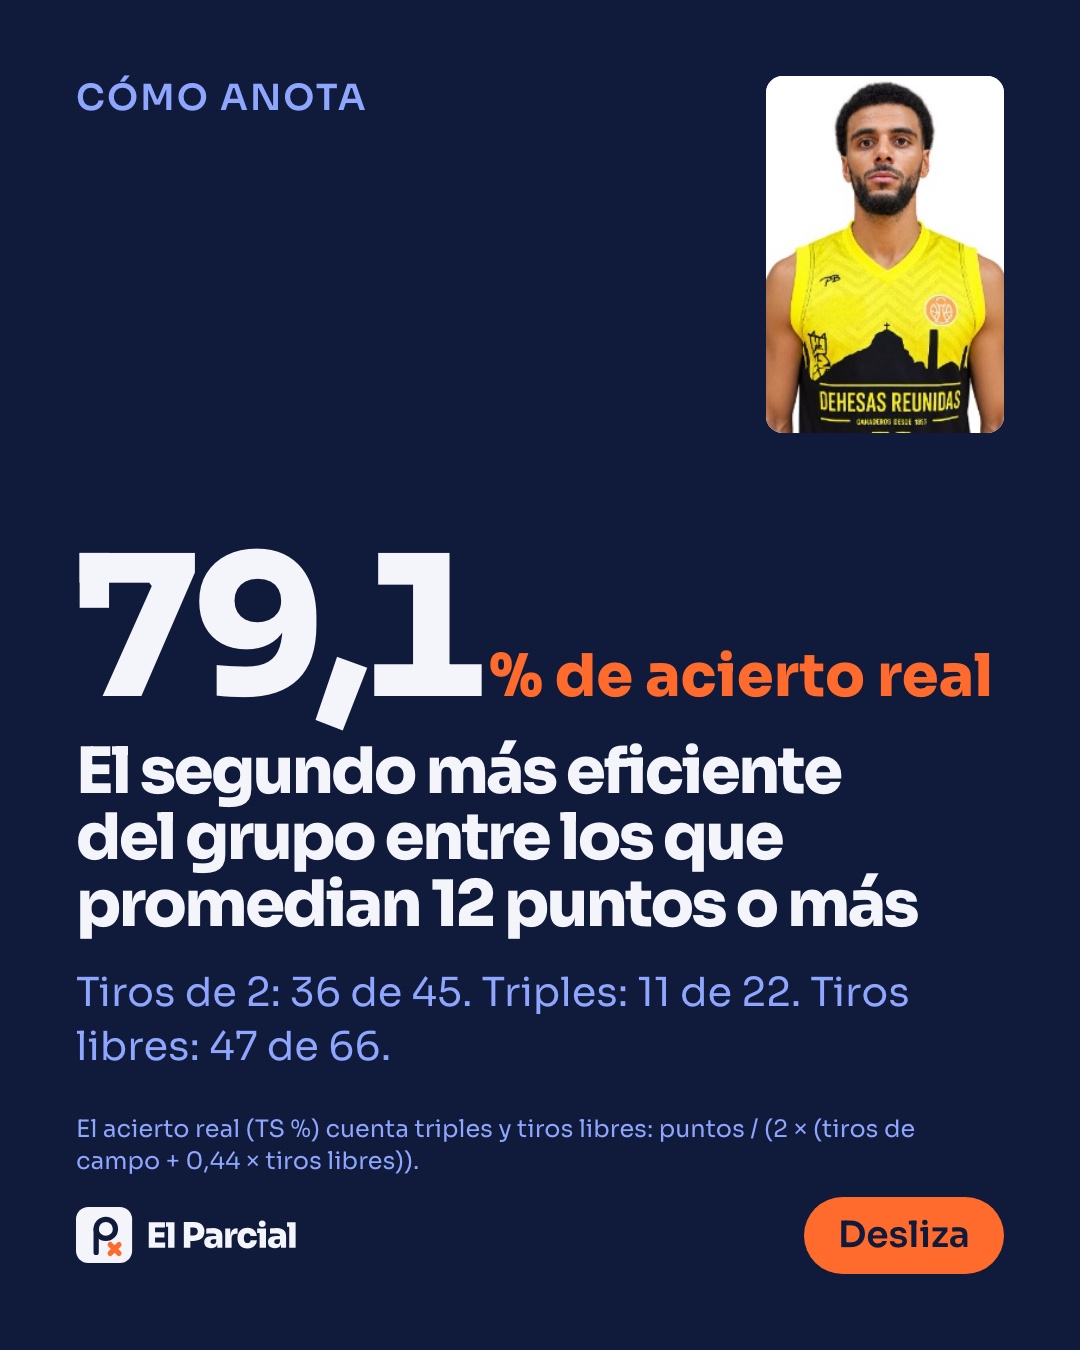 CÓMO ANOTA
DEHESAS REUNIDAS
GANADEROS DESDE 1893
79,1% de acierto real
El segundo más eficiente
del grupo entre los que
promedian 12 puntos o más
Tiros de 2: 36 de 45. Triples: 11 de 22. Tiros
libres: 47 de 66.
El acierto real (TS %) cuenta triples y tiros libres: puntos / (2 × (tiros de
campo + 0,44 × tiros libres)).
El Parcial
Desliza